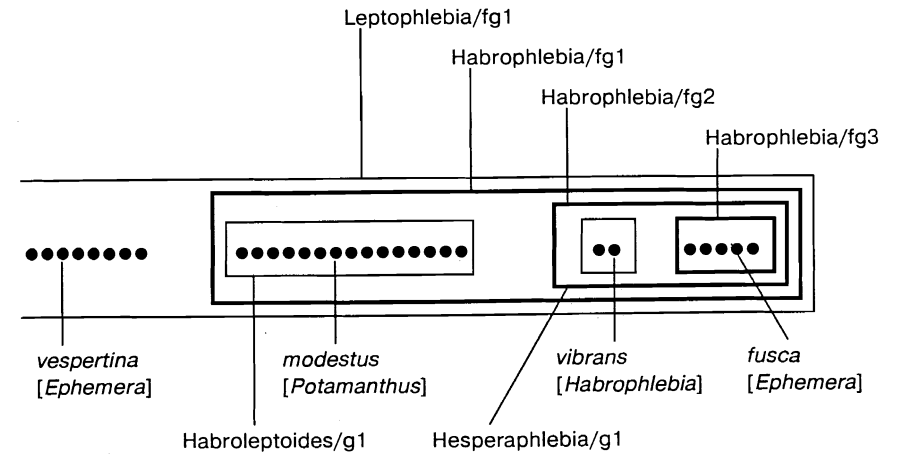 Leptophlebia/fg1
Habrophlebia/fg1
Habrophlebia/fg2
Habrophlebia/fg3
vespertina
[Ephemera]
modestus
[Potamanthus]
vibrans
[Habrophlebia]
fusca
[Ephemera]
Habroleptoides/g1
Hesperaphlebia/g1